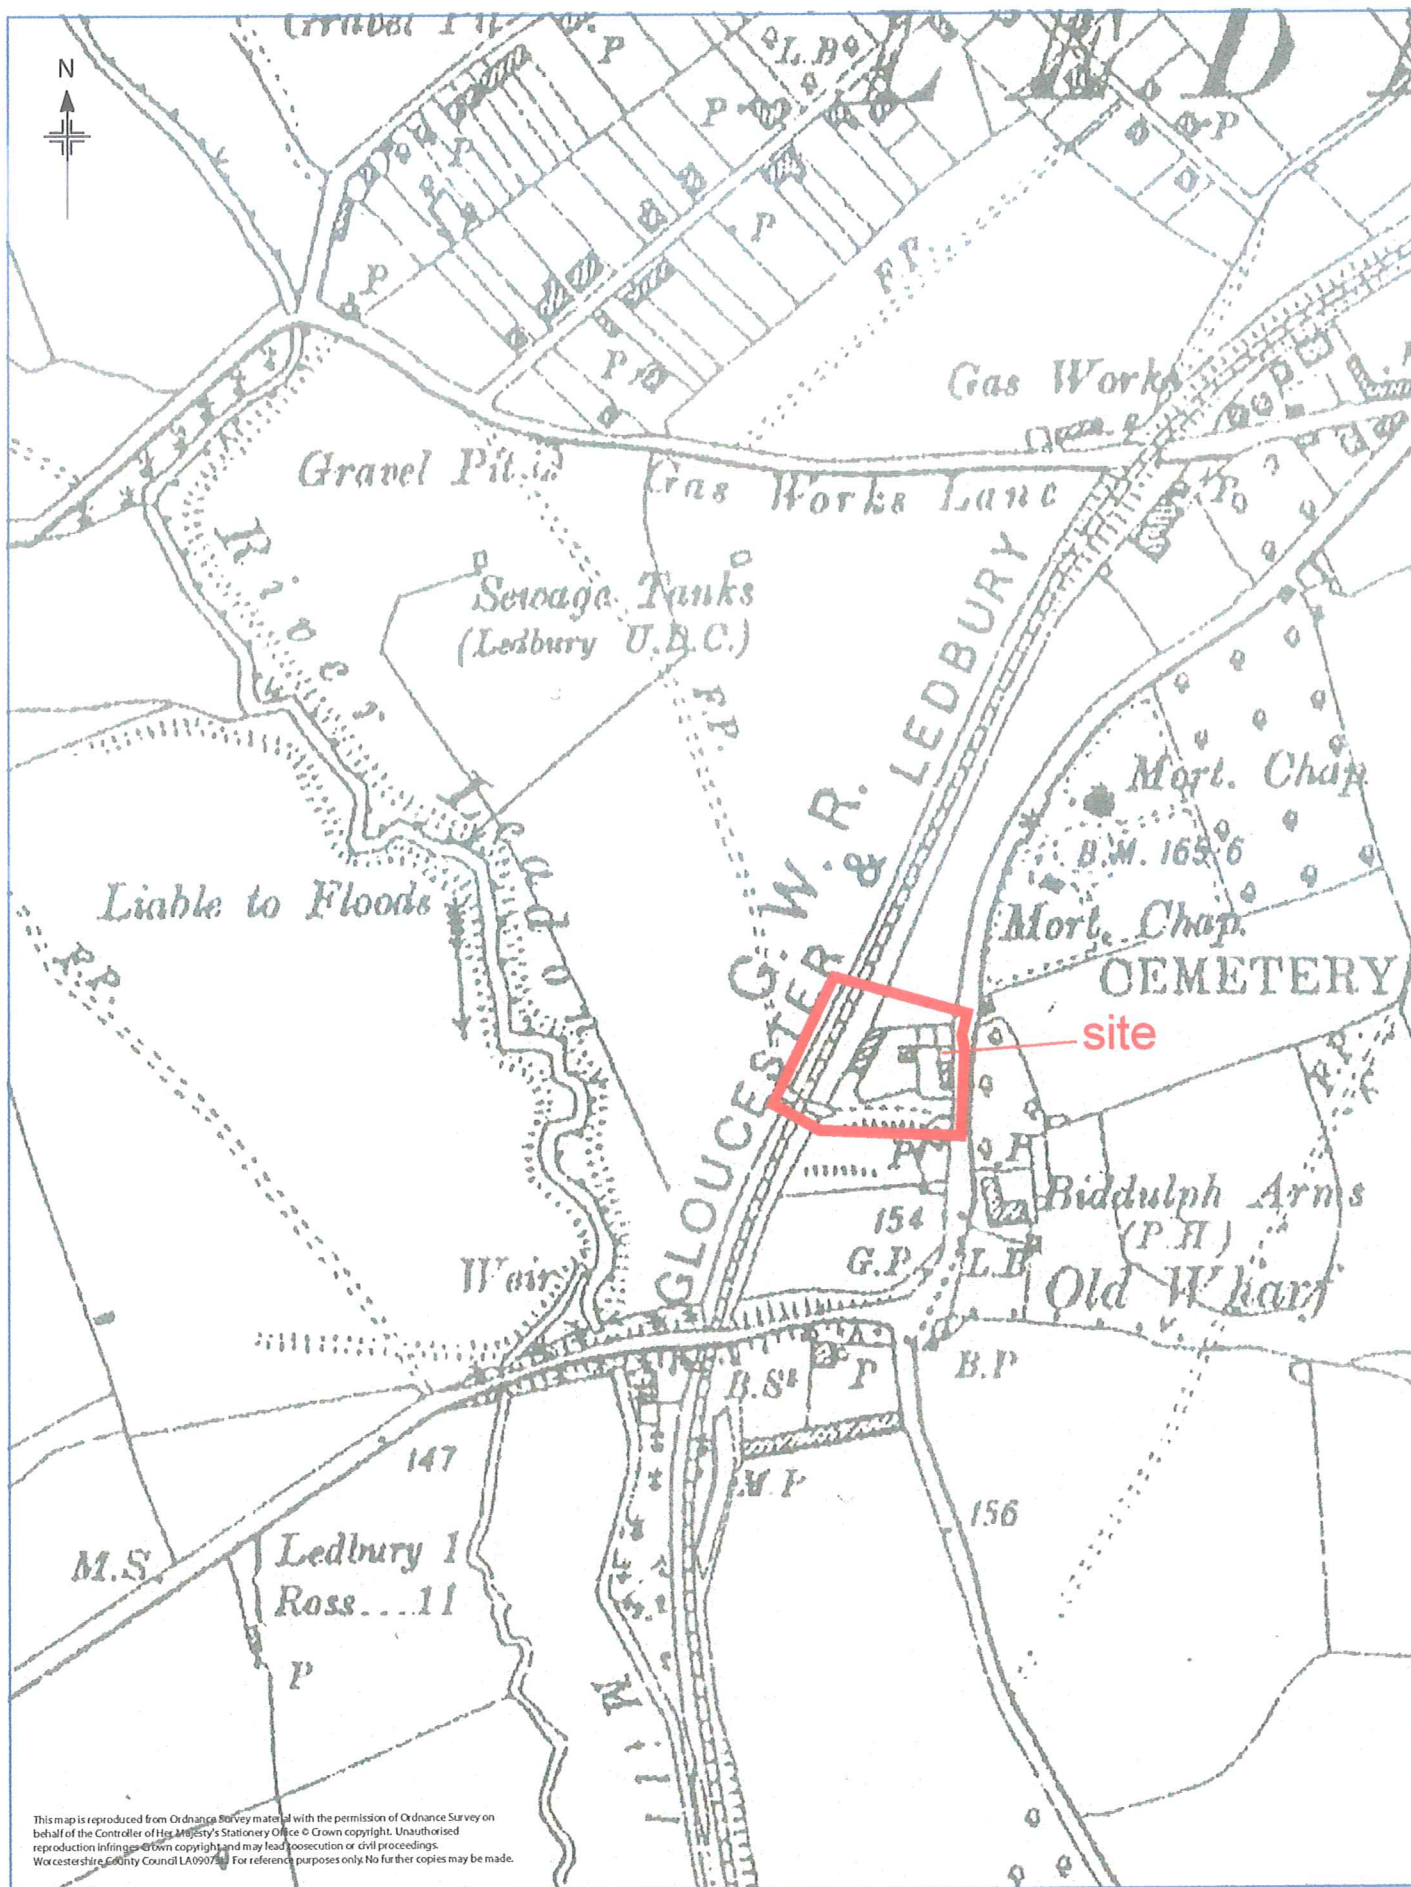 Gravel Pit
P
L.B
N
P
P
P
P
P
F.P.
P
Gas Works
Gravel Pit
Gas Works Lane
River Leadon
Sewage Tanks
(Ledbury U.D.C.)
F.P.
G. W. R.
GLOUCESTER & LEDBURY
Mort. Chap.
B.M. 165.6
Liable to Floods
Mort. Chap.
F.P.
CEMETERY
site
F.P.
P
P
Biddulph Arms
(P.H)
154
G.P.
L.B
Weir
Old Wharf
B.P
B.Ss
P
147
M.P
156
M.S.
Ledbury 1
Ross....11
P
Mill
This map is reproduced from Ordnance Survey material with the permission of Ordnance Survey on
behalf of the Controller of Her Majesty's Stationery Office © Crown copyright. Unauthorised
reproduction infringes Crown copyright and may lead to prosecution or civil proceedings.
Worcestershire County Council For reference purposes only. No further copies may be made.